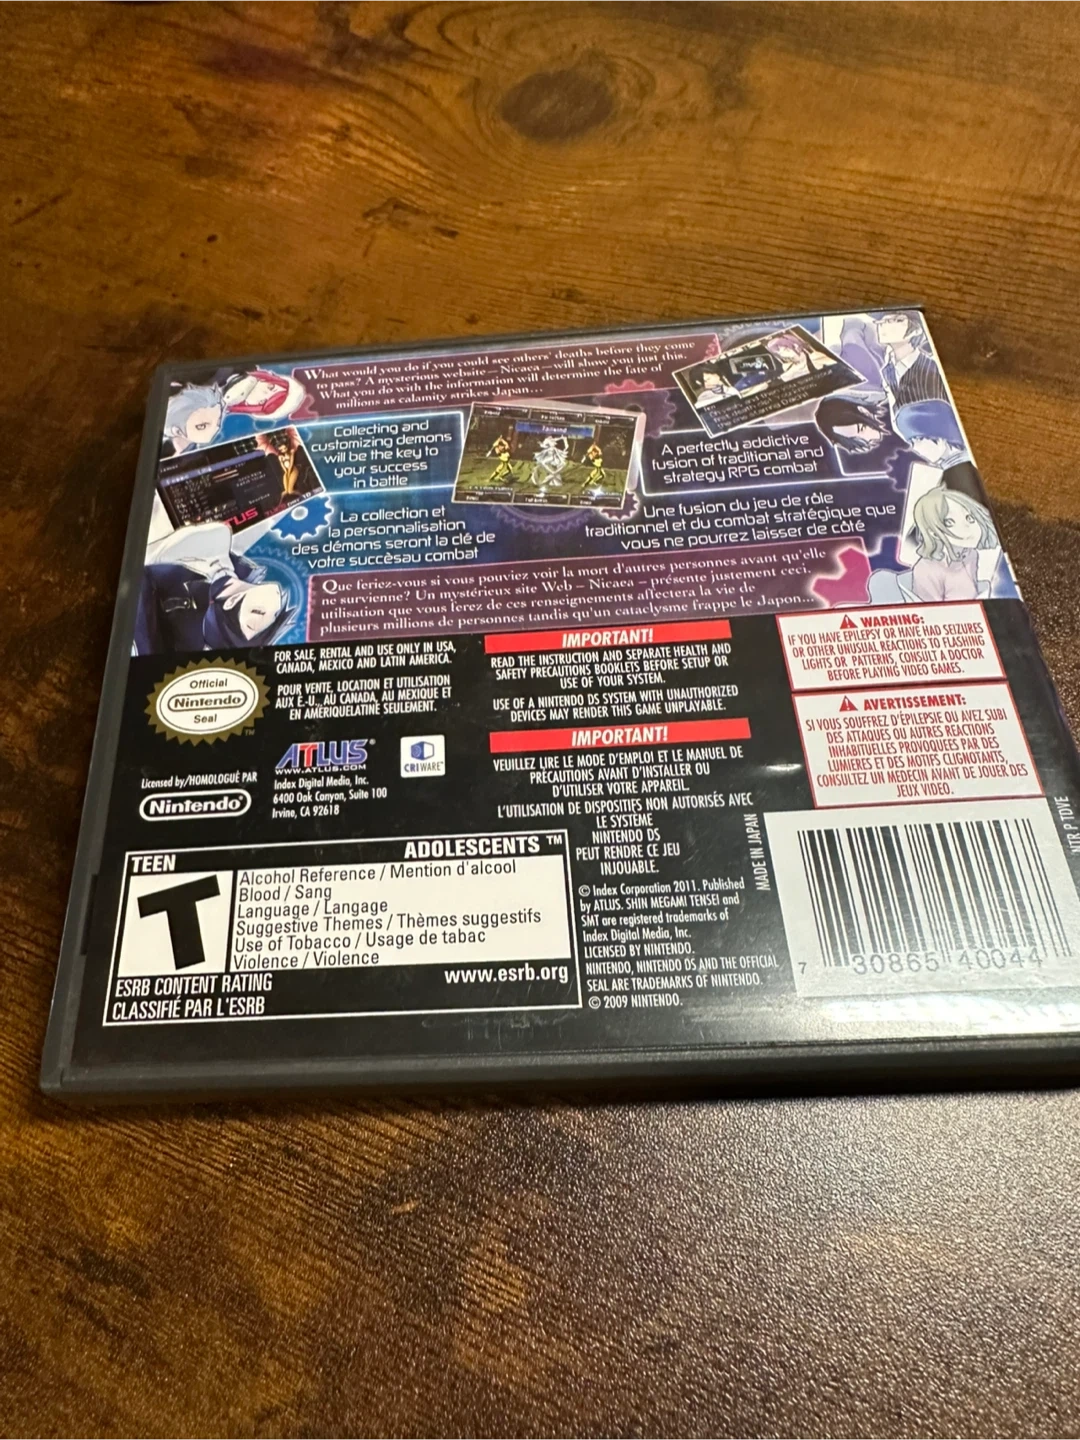 What would you do if you could see others' deaths before they come
to pass? A mysterious website – Nicaea – will show you just this.
What you do with the information will determine the fate of
millions as calamity strikes Japan...
Collecting and
customizing demons
will be the key to
your success
in battle
A perfectly addictive
fusion of traditional and
strategy RPG combat
La collection et
la personnalisation
des démons seront la clé de
votre succèsau combat
Une fusion du jeu de rôle
traditionnel et du combat stratégique que
vous ne pourrez laisser de côté
Que feriez-vous si vous pouviez voir la mort d'autres personnes avant qu'elle
ne survienne? Un mystérieux site Web – Nicaea – présente justement ceci.
utilisation que vous ferez de ces renseignements affectera la vie de
plusieurs millions de personnes tandis qu'un cataclysme frappe le Japon...
Official
Nintendo
Seal
TM
FOR SALE, RENTAL AND USE ONLY IN USA,
CANADA, MEXICO AND LATIN AMERICA.
POUR VENTE, LOCATION ET UTILISATION
AUX É.-U., AU CANADA, AU MEXIQUE ET
EN AMÉRIQUELATINE SEULEMENT.
Licensed by/HOMOLOGUÉ PAR
Nintendo®
ATLUS®
WWW.ATLUS.COM
Index Digital Media, Inc.
6400 Oak Canyon, Suite 100
Irvine, CA 92618
CRIWARE™
IMPORTANT!
READ THE INSTRUCTION AND SEPARATE HEALTH AND
SAFETY PRECAUTIONS BOOKLETS BEFORE SETUP OR
USE OF YOUR SYSTEM.
USE OF A NINTENDO DS SYSTEM WITH UNAUTHORIZED
DEVICES MAY RENDER THIS GAME UNPLAYABLE.
IMPORTANT!
VEUILLEZ LIRE LE MODE D'EMPLOI ET LE MANUEL DE
PRÉCAUTIONS AVANT D'INSTALLER OU
D'UTILISER VOTRE APPAREIL.
L'UTILISATION DE DISPOSITIFS NON AUTORISÉS AVEC
LE SYSTÈME
NINTENDO DS
PEUT RENDRE CE JEU
INJOUABLE.
WARNING:
IF YOU HAVE EPILEPSY OR HAVE HAD SEIZURES
OR OTHER UNUSUAL REACTIONS TO FLASHING
LIGHTS OR PATTERNS, CONSULT A DOCTOR
BEFORE PLAYING VIDEO GAMES.
AVERTISSEMENT:
SI VOUS SOUFFREZ D'ÉPILEPSIE OU AVEZ SUBI
DES ATTAQUES OU AUTRES RÉACTIONS
INHABITUELLES PROVOQUÉES PAR DES
LUMIÈRES ET DES MOTIFS CLIGNOTANTS,
CONSULTEZ UN MÉDECIN AVANT DE JOUER DES
JEUX VIDEO.
TEEN
ADOLESCENTS ™
T
Alcohol Reference / Mention d'alcool
Blood / Sang
Language / Langage
Suggestive Themes / Thèmes suggestifs
Use of Tobacco / Usage de tabac
Violence / Violence
ESRB CONTENT RATING
www.esrb.org
CLASSIFIÉ PAR L'ESRB
© Index Corporation 2011. Published
by ATLUS. SHIN MEGAMI TENSEI and
SMT are registered trademarks of
Index Digital Media, Inc.
LICENSED BY NINTENDO.
NINTENDO, NINTENDO DS AND THE OFFICIAL
SEAL ARE TRADEMARKS OF NINTENDO.
© 2009 NINTENDO.
MADE IN JAPAN
7 30865 40044
NTR P TDVE